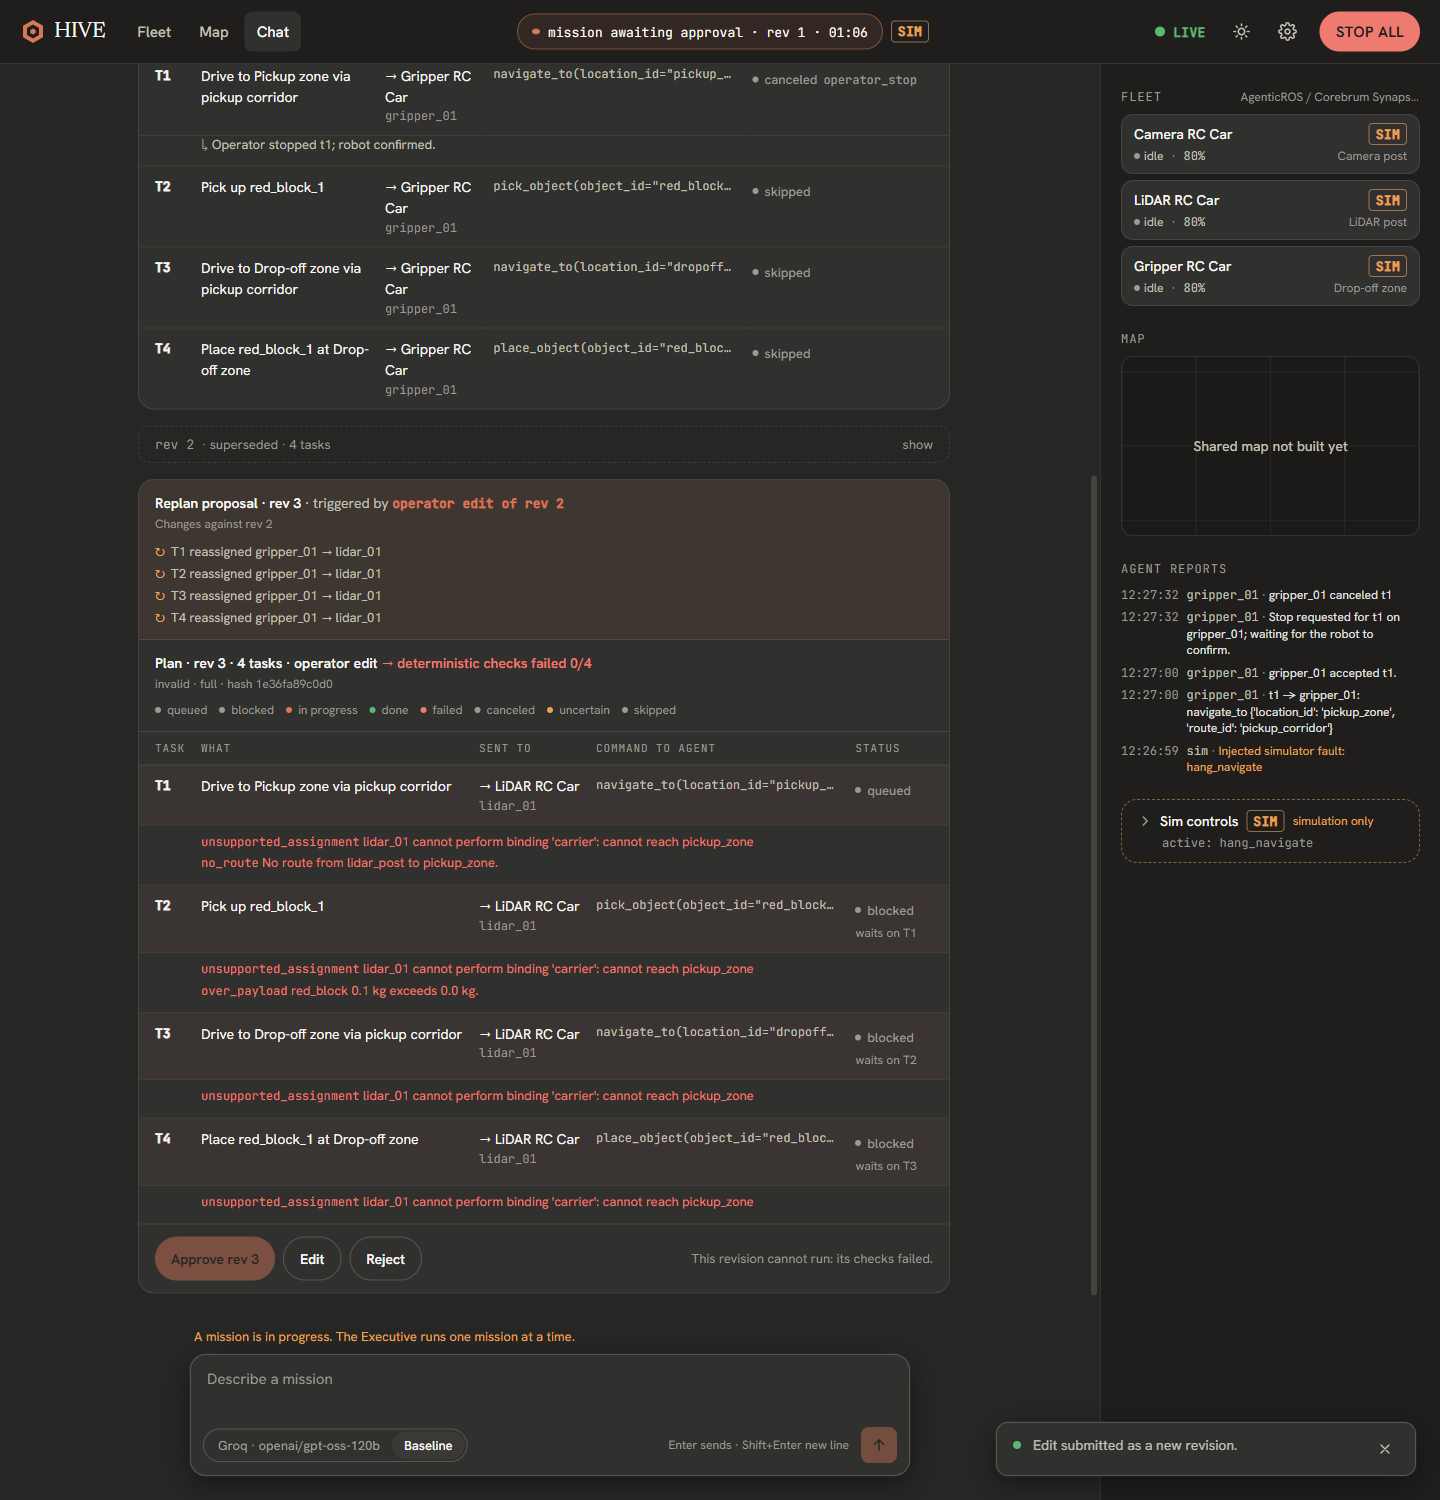 HIVE Fleet Map Chat mission awaiting approval · rev 1 · 01:06 SIM LIVE STOP ALL
T1 Drive to Pickup zone via pickup corridor → Gripper RC Car gripper_01 navigate_to(location_id="pickup_… canceled operator_stop
↳ Operator stopped t1; robot confirmed.
T2 Pick up red_block_1 → Gripper RC Car gripper_01 pick_object(object_id="red_block… skipped
T3 Drive to Drop-off zone via pickup corridor → Gripper RC Car gripper_01 navigate_to(location_id="dropoff… skipped
T4 Place red_block_1 at Drop-off zone → Gripper RC Car gripper_01 place_object(object_id="red_bloc… skipped
rev 2 · superseded · 4 tasks show
Replan proposal · rev 3 · triggered by operator edit of rev 2
Changes against rev 2
↻ T1 reassigned gripper_01 → lidar_01
↻ T2 reassigned gripper_01 → lidar_01
↻ T3 reassigned gripper_01 → lidar_01
↻ T4 reassigned gripper_01 → lidar_01
Plan · rev 3 · 4 tasks · operator edit → deterministic checks failed 0/4
invalid · full · hash 1e36fa89c0d0
queued blocked in progress done failed canceled uncertain skipped
TASK WHAT SENT TO COMMAND TO AGENT STATUS
T1 Drive to Pickup zone via pickup corridor → LiDAR RC Car navigate_to(location_id="pickup_… queued
lidar_01
unsupported_assignment lidar_01 cannot perform binding 'carrier': cannot reach pickup_zone
no_route No route from lidar_post to pickup_zone.
T2 Pick up red_block_1 → LiDAR RC Car pick_object(object_id="red_block… blocked
lidar_01 waits on T1
unsupported_assignment lidar_01 cannot perform binding 'carrier': cannot reach pickup_zone
over_payload red_block 0.1 kg exceeds 0.0 kg.
T3 Drive to Drop-off zone via pickup corridor → LiDAR RC Car navigate_to(location_id="dropoff… blocked
lidar_01 waits on T2
unsupported_assignment lidar_01 cannot perform binding 'carrier': cannot reach pickup_zone
T4 Place red_block_1 at Drop-off zone → LiDAR RC Car place_object(object_id="red_bloc… blocked
lidar_01 waits on T3
unsupported_assignment lidar_01 cannot perform binding 'carrier': cannot reach pickup_zone
Approve rev 3 Edit Reject This revision cannot run: its checks failed.
A mission is in progress. The Executive runs one mission at a time.
Describe a mission
Groq · openai/gpt-oss-120b Baseline Enter sends · Shift+Enter new line
FLEET AgenticROS / Corebrum Synaps…
Camera RC Car SIM
idle · 80% Camera post
LiDAR RC Car SIM
idle · 80% LiDAR post
Gripper RC Car SIM
idle · 80% Drop-off zone
MAP
Shared map not built yet
AGENT REPORTS
12:27:32 gripper_01 · gripper_01 canceled t1
12:27:32 gripper_01 · Stop requested for t1 on
gripper_01; waiting for the robot to
confirm.
12:27:00 gripper_01 · gripper_01 accepted t1.
12:27:00 gripper_01 · t1 → gripper_01:
navigate_to {'location_id': 'pickup_zone',
'route_id': 'pickup_corridor'}
12:26:59 sim · Injected simulator fault:
hang_navigate
Sim controls SIM simulation only
active: hang_navigate
Edit submitted as a new revision.